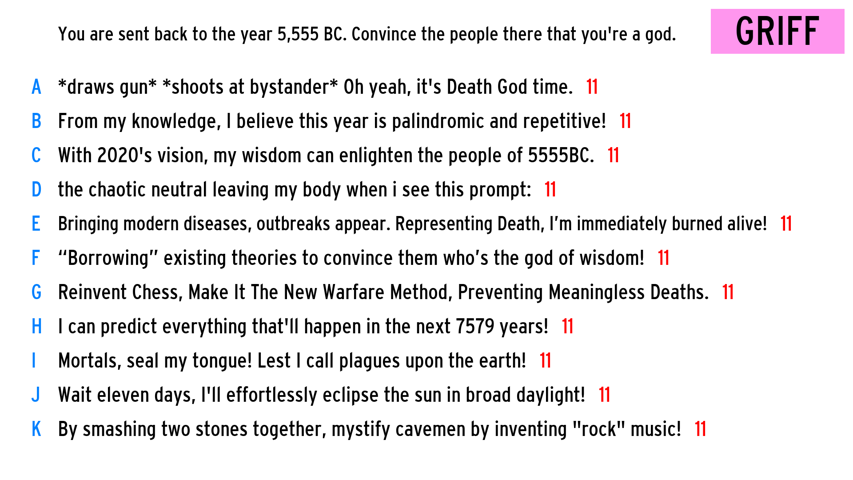 You are sent back to the year 5,555 BC. Convince the people there that you're a god.
GRIFF
A *draws gun* *shoots at bystander* Oh yeah, it's Death God time. 11
B From my knowledge, I believe this year is palindromic and repetitive! 11
C With 2020's vision, my wisdom can enlighten the people of 5555BC. 11
D the chaotic neutral leaving my body when i see this prompt: 11
E Bringing modern diseases, outbreaks appear. Representing Death, I’m immediately burned alive! 11
F “Borrowing” existing theories to convince them who’s the god of wisdom! 11
G Reinvent Chess, Make It The New Warfare Method, Preventing Meaningless Deaths. 11
H I can predict everything that'll happen in the next 7579 years! 11
I Mortals, seal my tongue! Lest I call plagues upon the earth! 11
J Wait eleven days, I'll effortlessly eclipse the sun in broad daylight! 11
K By smashing two stones together, mystify cavemen by inventing "rock" music! 11